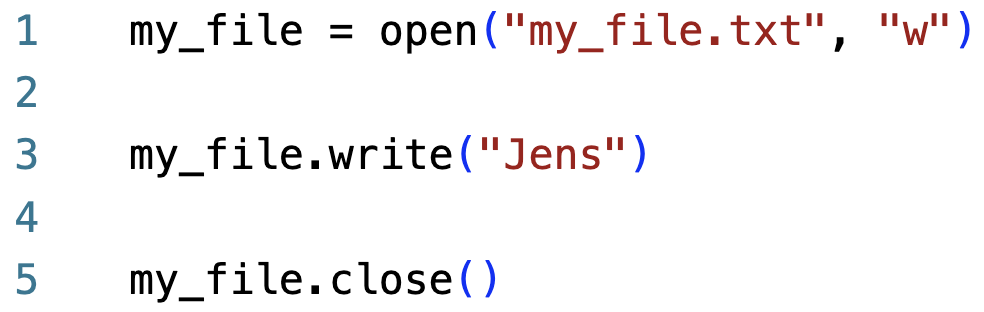 1 my_file = open("my_file.txt", "w")
2
3 my_file.write("Jens")
4
5 my_file.close()